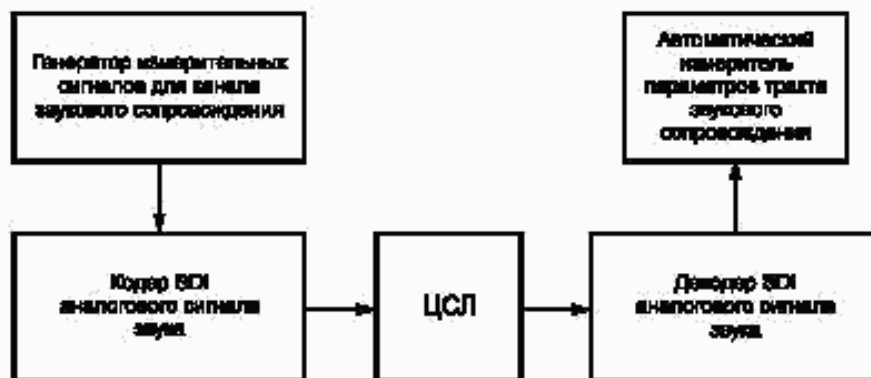 Генератор измерительных
сигналов для канала
звукового сопровождения
Автоматический
измеритель
параметров тракта
звукового
сопровождения
Кодер SDI
аналогового сигнала
звука
ЦСЛ
Декодер SDI
аналогового сигнала
звука